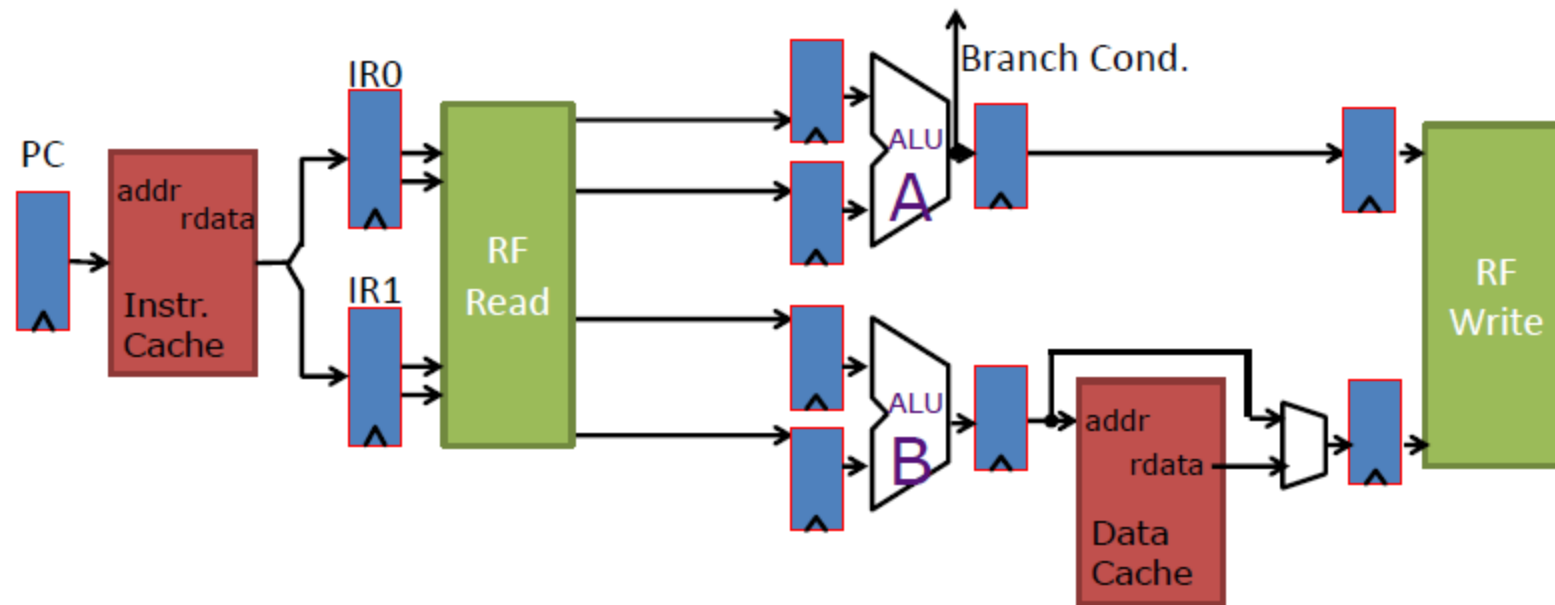 PC
addr
rdata
Instr.
Cache
IR0
IR1
RF
Read
ALU
A
Branch Cond.
ALU
B
addr
rdata
Data
Cache
RF
Write